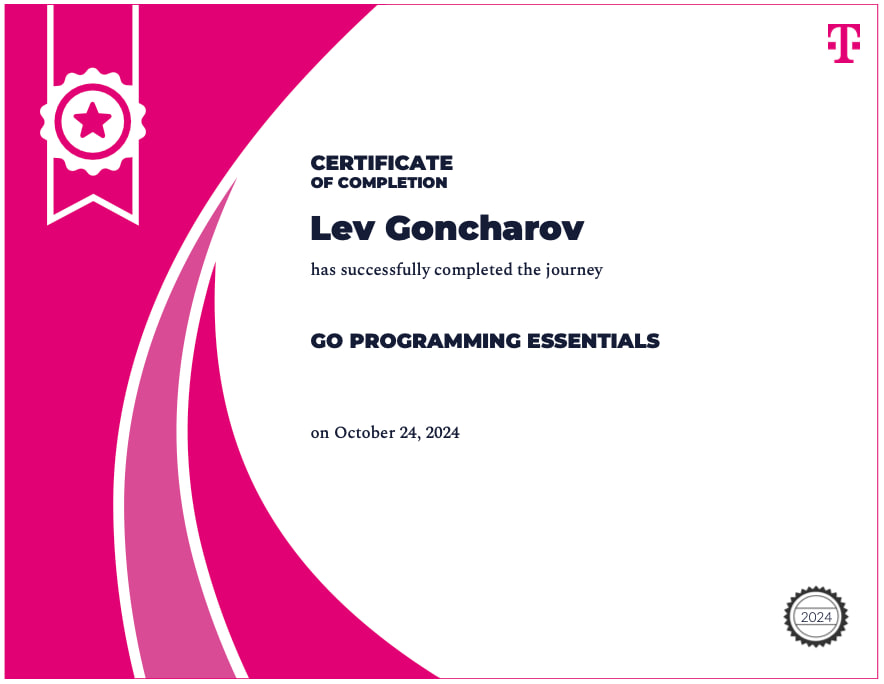 T
CERTIFICATE
OF COMPLETION
Lev Goncharov
has successfully completed the journey
GO PROGRAMMING ESSENTIALS
on October 24, 2024
2024